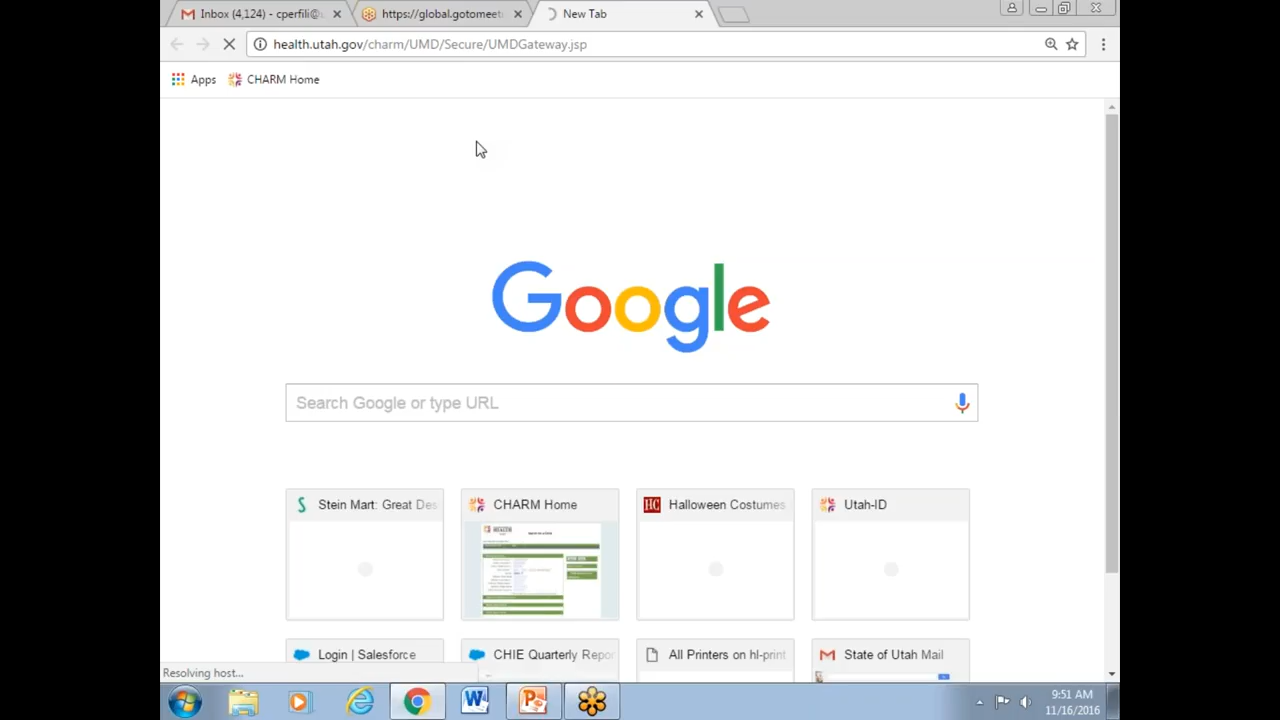 Inbox (4,124) - cperfili@
https://global.gotomeeti
New Tab
health.utah.gov/charm/UMD/Secure/UMDGateway.jsp
Apps
CHARM Home
Google
Search Google or type URL
Stein Mart: Great Des
CHARM Home
HC Halloween Costumes
Utah-ID
Login | Salesforce
CHIE Quarterly Repo
All Printers on hl-print
State of Utah Mail
Resolving host...
9:51 AM
11/16/2016